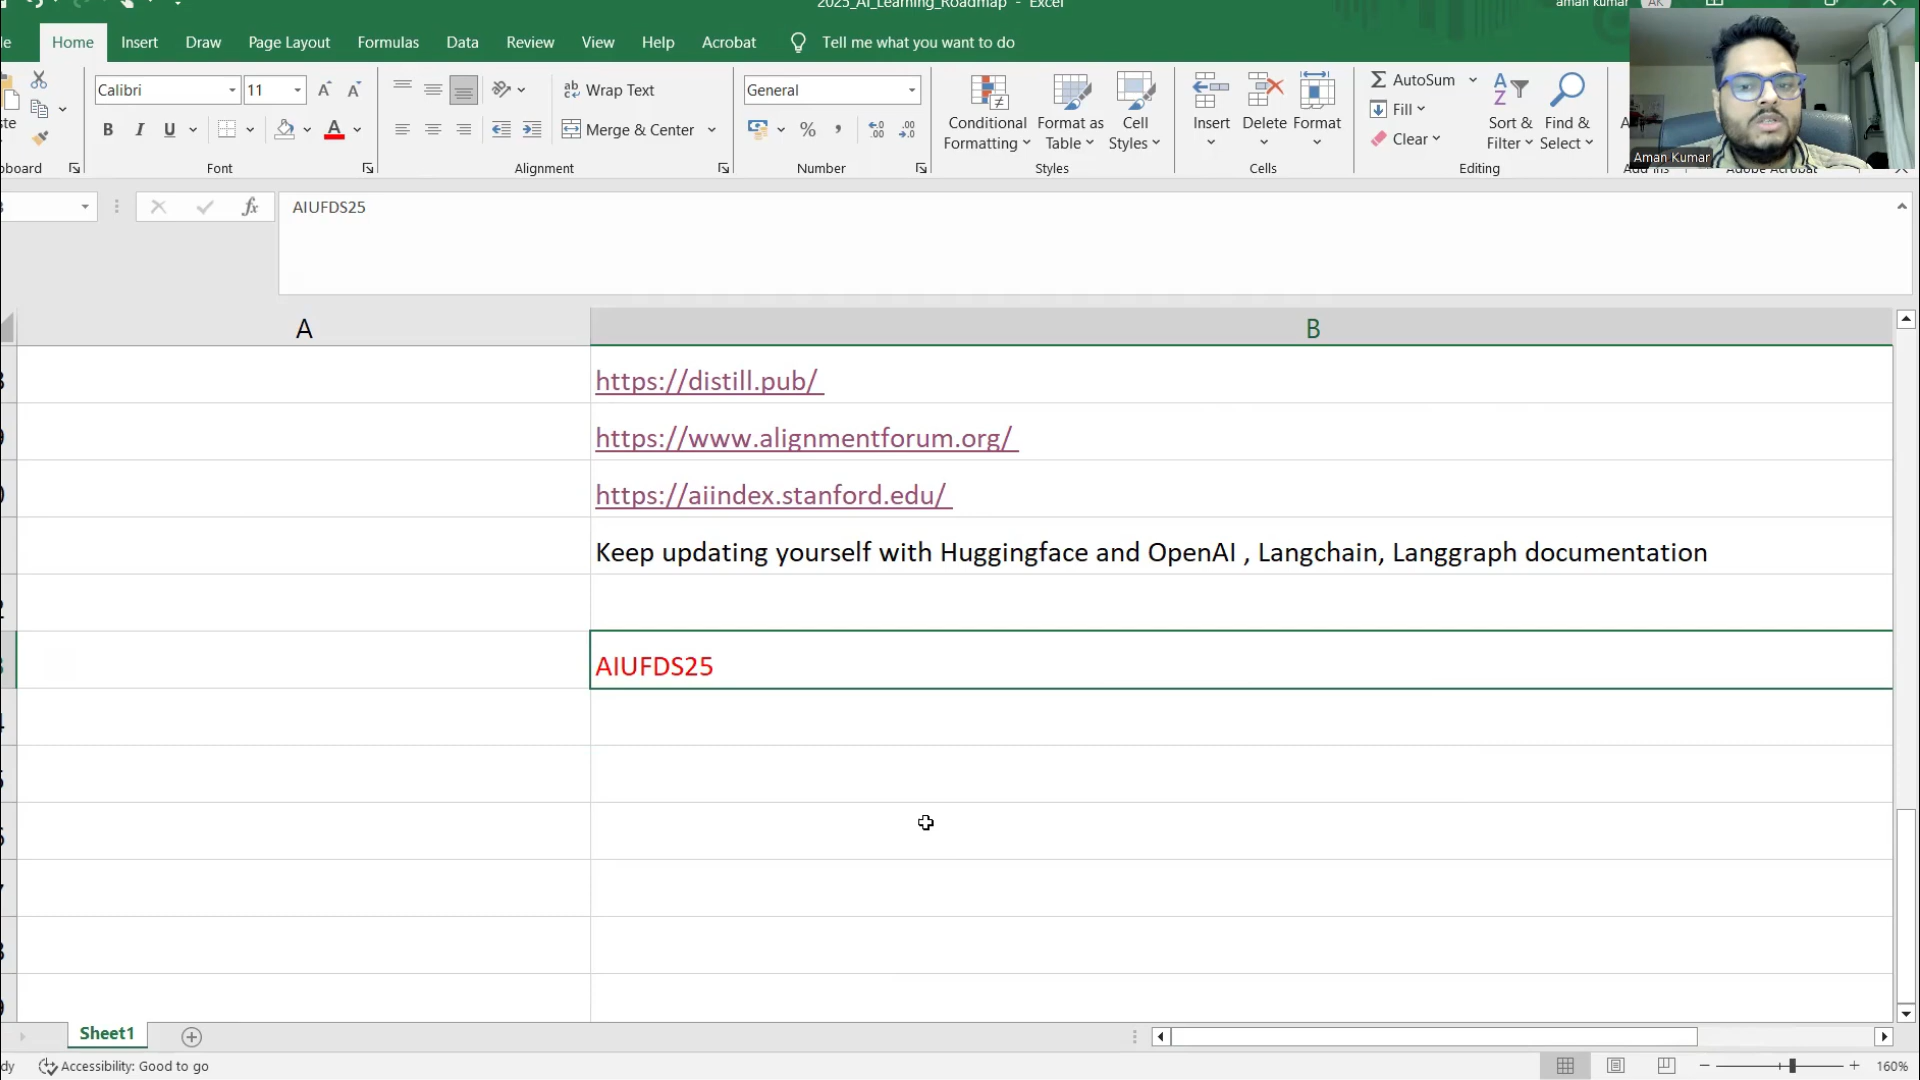 2025_AI_Learning_Roadmap - Excel
aman kumar
AK
Home
Insert
Draw
Page Layout
Formulas
Data
Review
View
Help
Acrobat
Tell me what you want to do
Calibri
11
Wrap Text
General
Merge & Center
Conditional Formatting
Format as Table
Cell Styles
Insert
Delete
Format
AutoSum
Fill
Clear
Sort & Filter
Find & Select
Font
Alignment
Number
Styles
Cells
Editing
Aman Kumar
AIUFDS25
A
B
https://distill.pub/
https://www.alignmentforum.org/
https://aiindex.stanford.edu/
Keep updating yourself with Huggingface and OpenAI , Langchain, Langgraph documentation
AIUFDS25
Sheet1
Accessibility: Good to go
160%